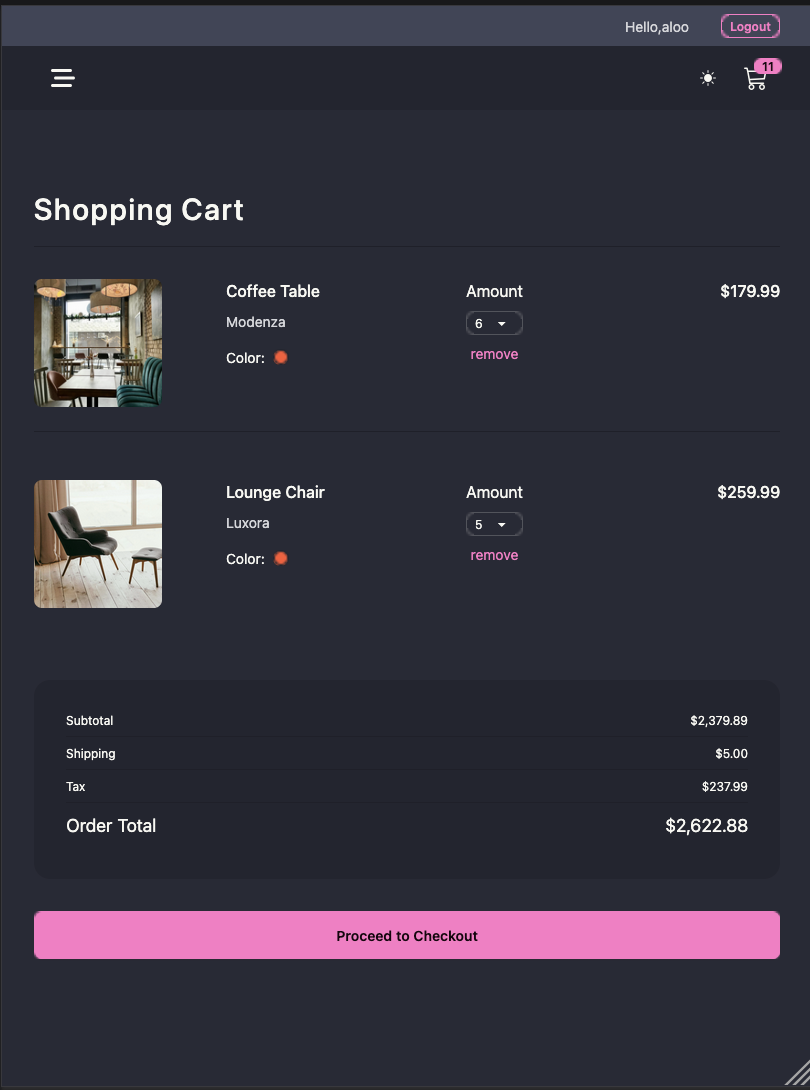 Hello,aloo Logout
11
Shopping Cart
Coffee Table Amount $179.99
Modenza 6
Color: remove
Lounge Chair Amount $259.99
Luxora 5
Color: remove
Subtotal $2,379.89
Shipping $5.00
Tax $237.99
Order Total $2,622.88
Proceed to Checkout